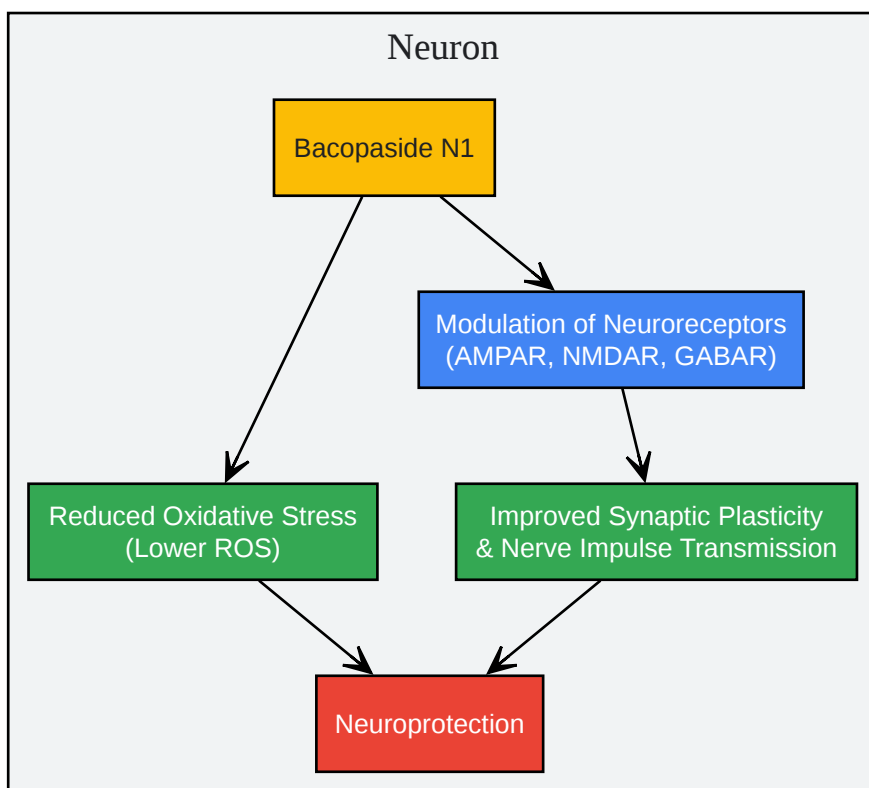 Neuron
Bacopaside N1
Modulation of Neuroreceptors
(AMPAR, NMDAR, GABAR)
Reduced Oxidative Stress
(Lower ROS)
Improved Synaptic Plasticity
& Nerve Impulse Transmission
Neuroprotection